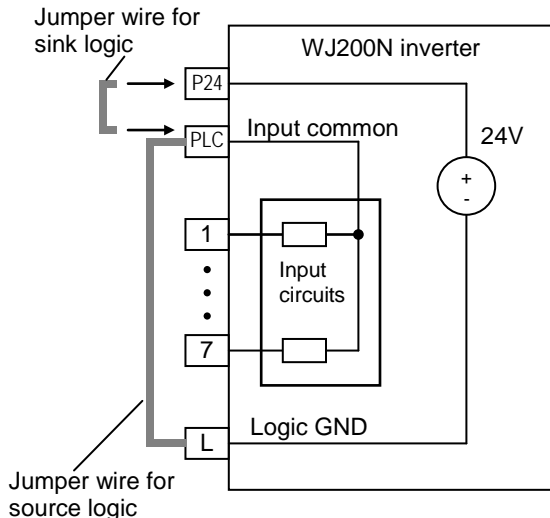 Jumper wire for
sink logic
WJ200N inverter
P24
PLC
Input common
24V
+
-
1
Input
circuits
7
L
Logic GND
Jumper wire for
source logic